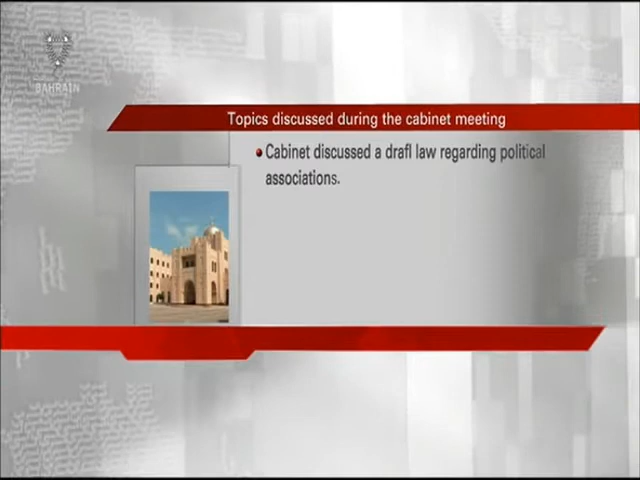 BAHRAIN
Topics discussed during the cabinet meeting
Cabinet discussed a drafl law regarding political
associations.